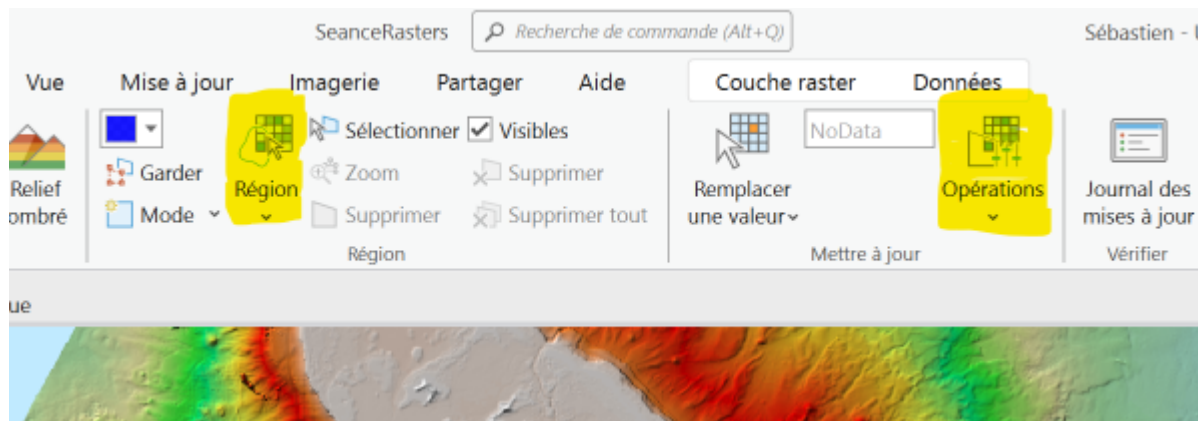 SeanceRasters Recherche de commande (Alt+Q) Sébastien - U
Vue Mise à jour Imagerie Partager Aide Couche raster Données
Relief
ombré
Garder
Mode
Région
Sélectionner Visibles
Zoom Supprimer
Supprimer Supprimer tout
Région
Remplacer
une valeur
NoData
Opérations
Mettre à jour
Journal des
mises à jour
Vérifier
ue